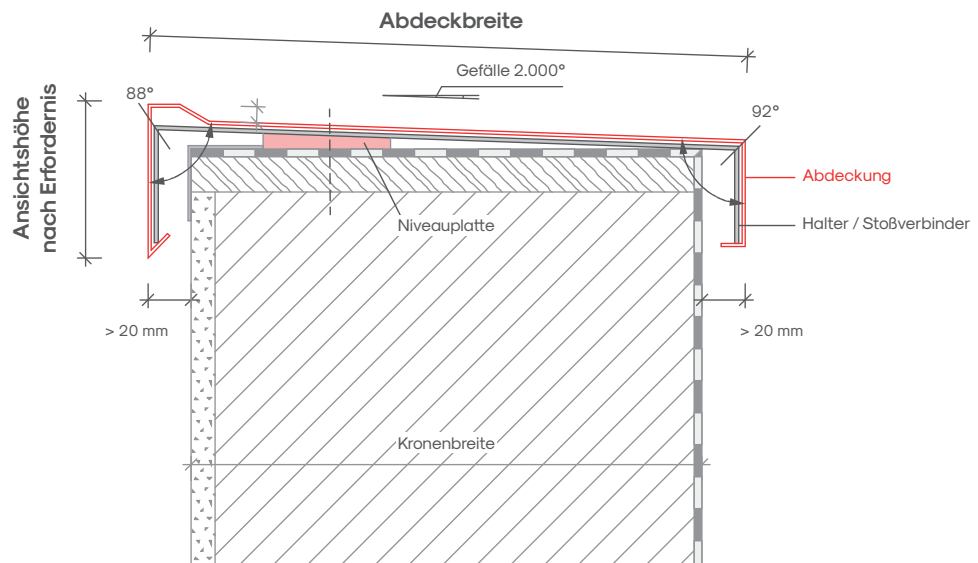 Abdeckbreite
Gefälle 2.000°
88°
92°
Ansichtshöhe
nach Erfordernis
Abdeckung
Niveauplatte
Halter / Stoßverbinder
> 20 mm
> 20 mm
Kronenbreite